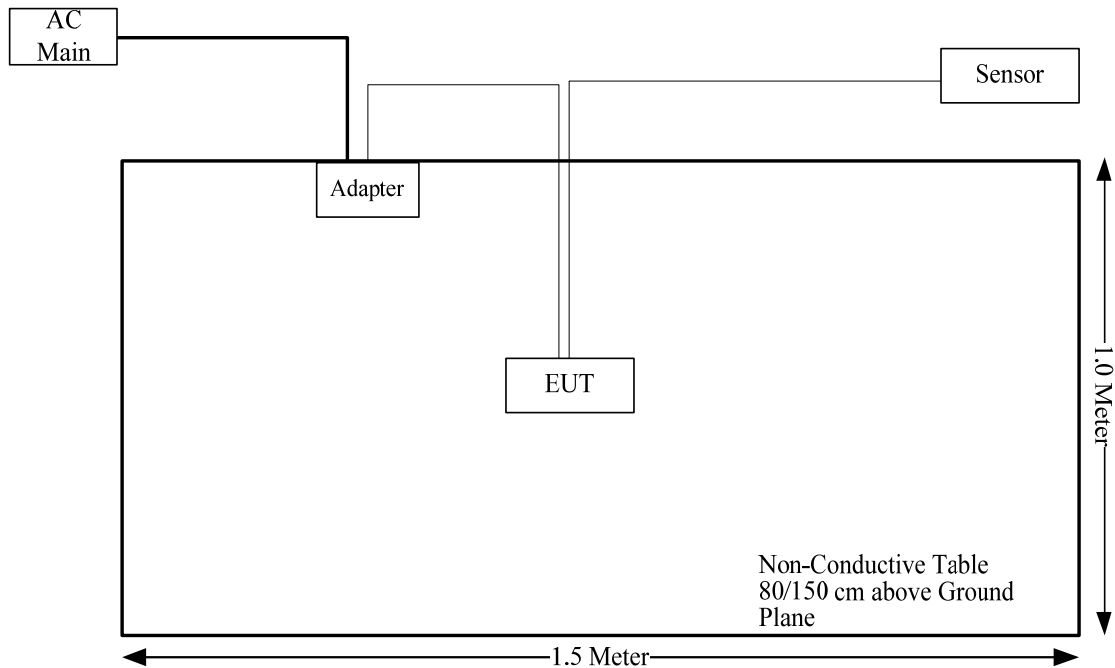 AC
Main
Sensor
Adapter
EUT
1.0 Meter
Non-Conductive Table
80/150 cm above Ground
Plane
1.5 Meter